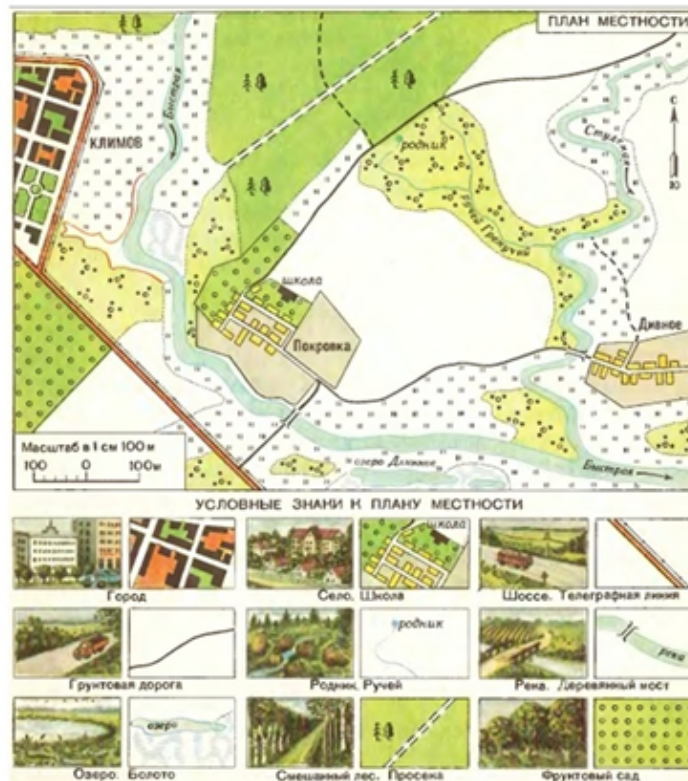 ПЛАН МЕСТНОСТИ
Быстрая
КЛИМОВ
родник
Студёная
С
Ю
ручей Гремучий
школа
Покровка
Дивное
Масштаб в 1 см 100 м
100 0 100м
озеро Длинное
Быстрая
УСЛОВНЫЕ ЗНАКИ К ПЛАНУ МЕСТНОСТИ
школа
Город
Село. Школа
Шоссе. Телеграфная линия
родник
река
Грунтовая дорога
Родник. Ручей
Река. Деревянный мост
озеро
Озеро. Болото
Смешанный лес. Просека
Фруктовый сад